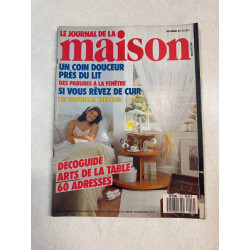 LE JOURNAL DE LA
maison
UN COIN DOUCEUR
PRÈS DU LIT
DES PARURES À LA FENÊTRE
SI VOUS RÊVEZ DE CUIR
DÉCOGUIDE
ARTS DE LA TABLE
60 ADRESSES